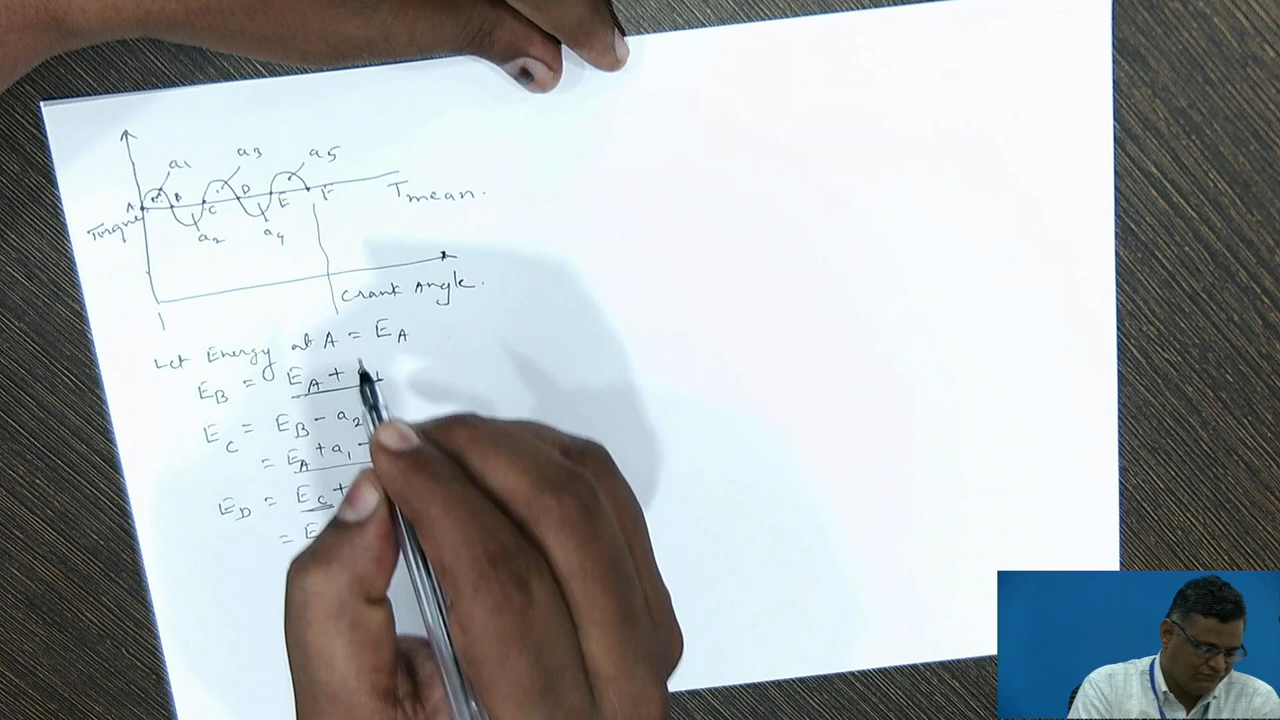 a1 a3 a5
A B C D E F
Torque a2 a4 Tmean.
Crank Angle.
Let Energy at A = EA
EB = EA +
EC = EB - a2
= EA + a1 -
ED = EC +
= E